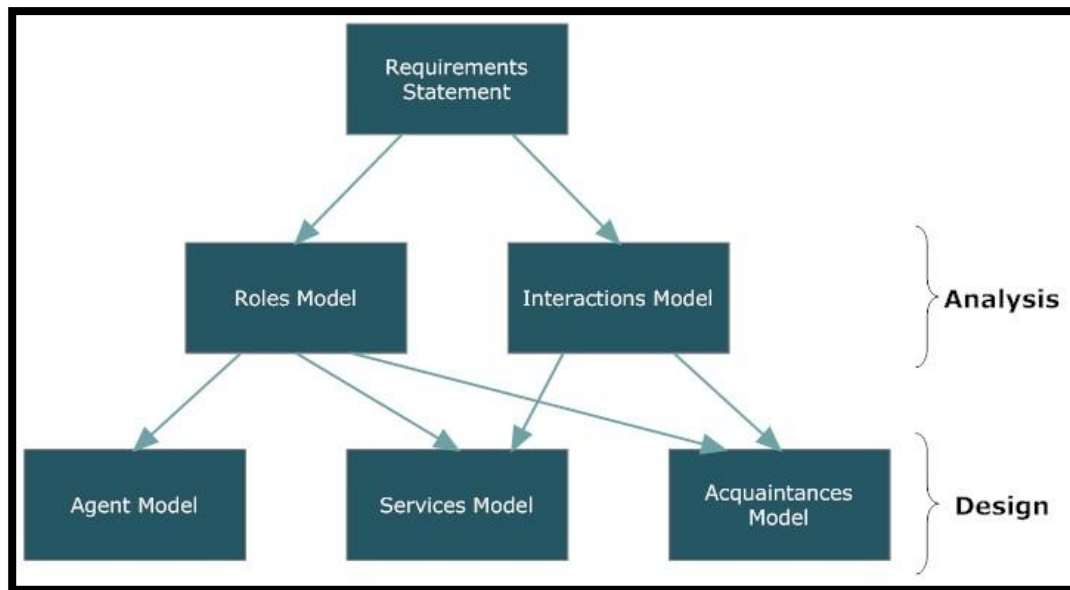 Requirements
Statement
Roles Model
Interactions Model
Analysis
Agent Model
Services Model
Acquaintances
Model
Design